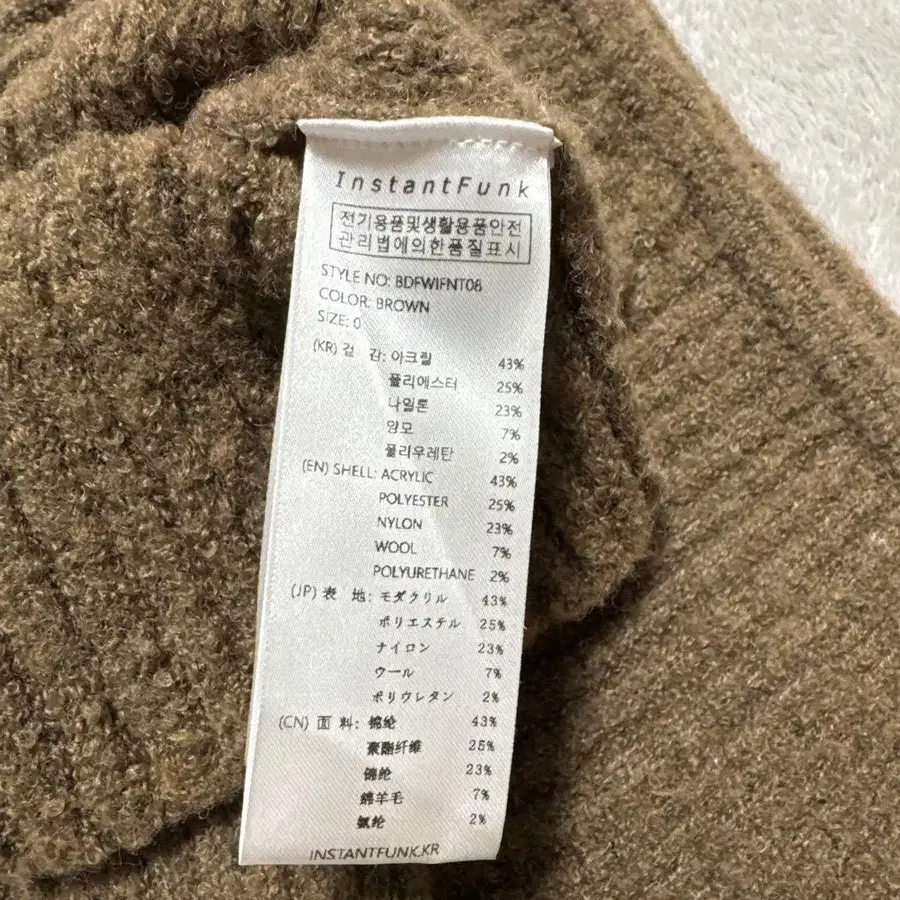 InstantFunk
전기용품및생활용품안전
관리법에의한품질표시
STYLE NO: BDFWIFNT08
COLOR: BROWN
SIZE: 0
(KR) 겉 감: 아크릴 43%
폴리에스터 25%
나일론 23%
양모 7%
폴리우레탄 2%
(EN) SHELL: ACRYLIC 43%
POLYESTER 25%
NYLON 23%
WOOL 7%
POLYURETHANE 2%
(JP) 表 地: モダクリル 43%
ポリエステル 25%
ナイロン 23%
ウール 7%
ポリウレタン 2%
(CN) 面 料: 43%
聚酯纤维 25%
锦纶 23%
绵羊毛 7%
氨纶 2%
INSTANTFUNK.KR